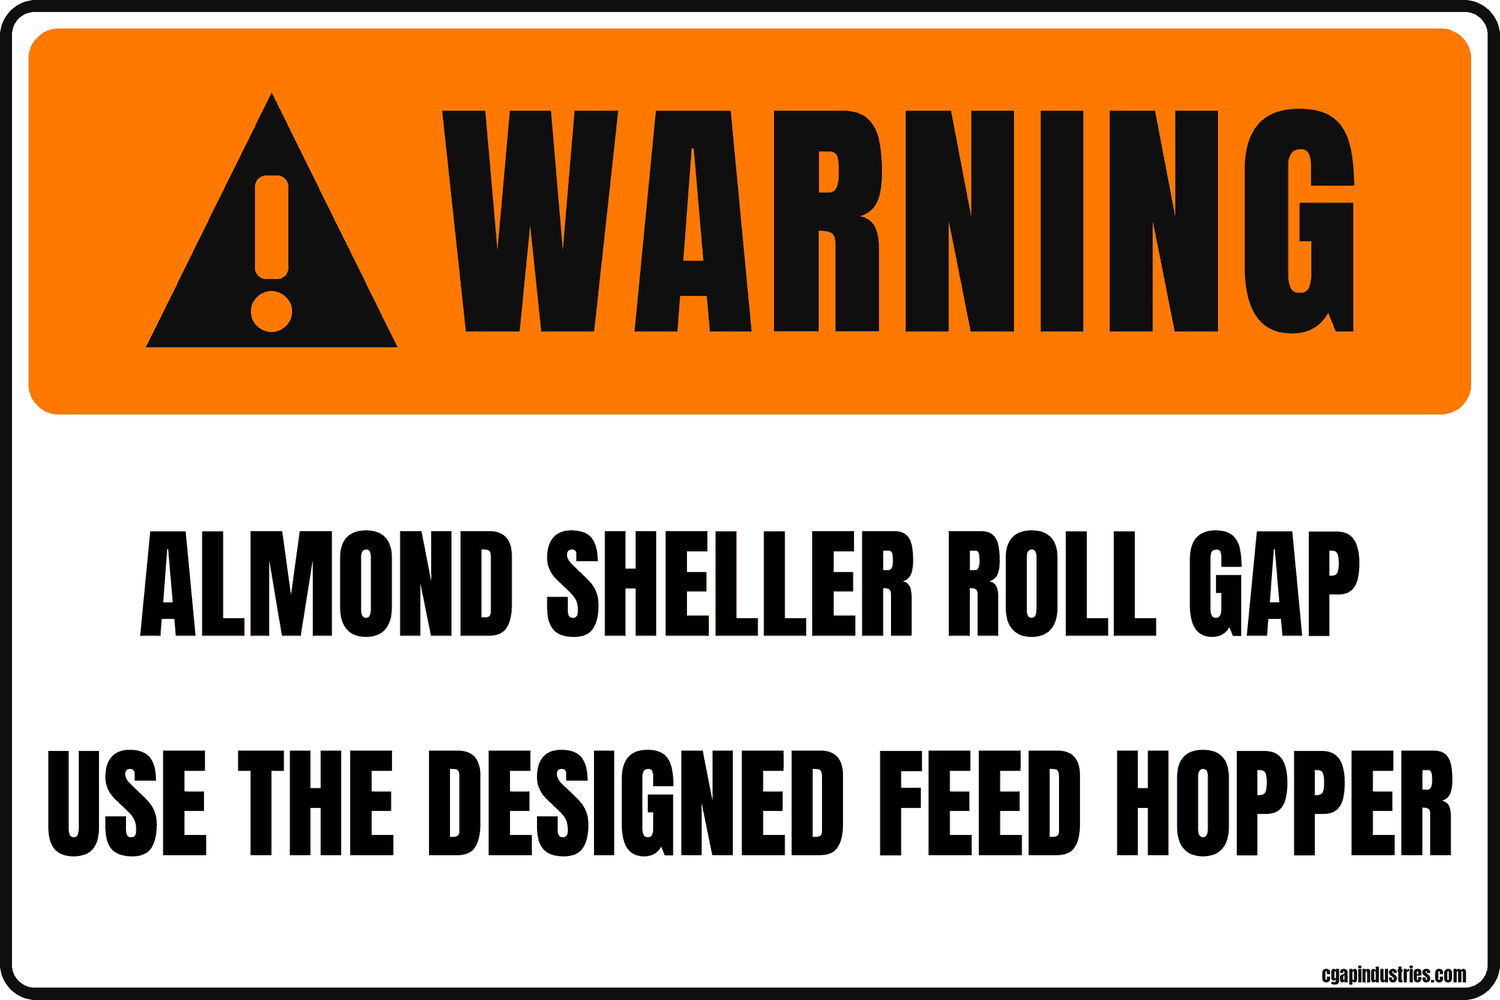 WARNING
ALMOND SHELLER ROLL GAP
USE THE DESIGNED FEED HOPPER
cgapindustries.com